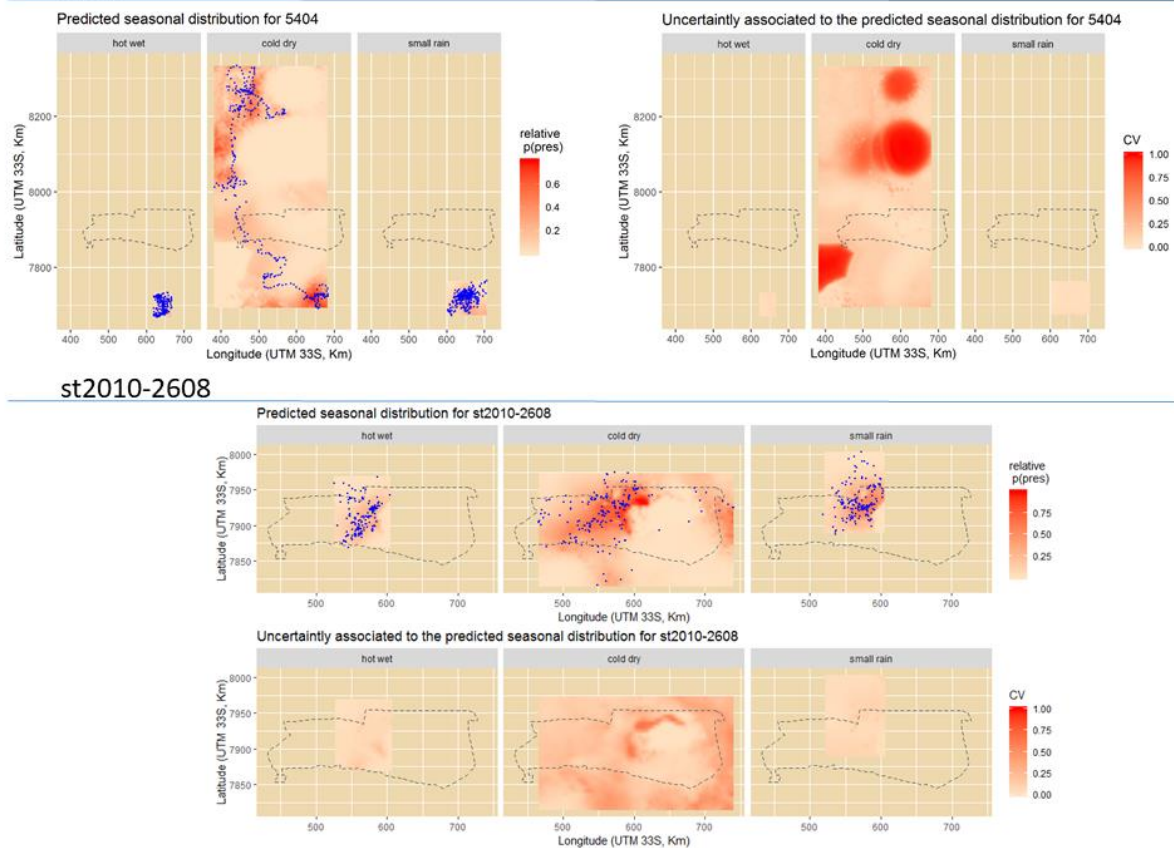 Predicted seasonal distribution for 5404
hot wet cold dry small rain
8200
8000
7800
Latitude (UTM 33S, Km)
400 500 600 700 400 500 600 700 400 500 600 700
Longitude (UTM 33S, Km)
relative
p(pres)
0.6
0.4
0.2
Uncertaintly associated to the predicted seasonal distribution for 5404
hot wet cold dry small rain
8200
8000
7800
Latitude (UTM 33S, Km)
400 500 600 700 400 500 600 700 400 500 600 700
Longitude (UTM 33S, Km)
CV
1.00
0.75
0.50
0.25
0.00
st2010-2608
Predicted seasonal distribution for st2010-2608
hot wet cold dry small rain
8000
7950
7900
7850
Latitude (UTM 33S, Km)
500 600 700 500 600 700 500 600 700
Longitude (UTM 33S, Km)
relative
p(pres)
0.75
0.50
0.25
Uncertaintly associated to the predicted seasonal distribution for st2010-2608
hot wet cold dry small rain
8000
7950
7900
7850
Latitude (UTM 33S, Km)
500 600 700 500 600 700 500 600 700
Longitude (UTM 33S, Km)
CV
1.00
0.75
0.50
0.25
0.00